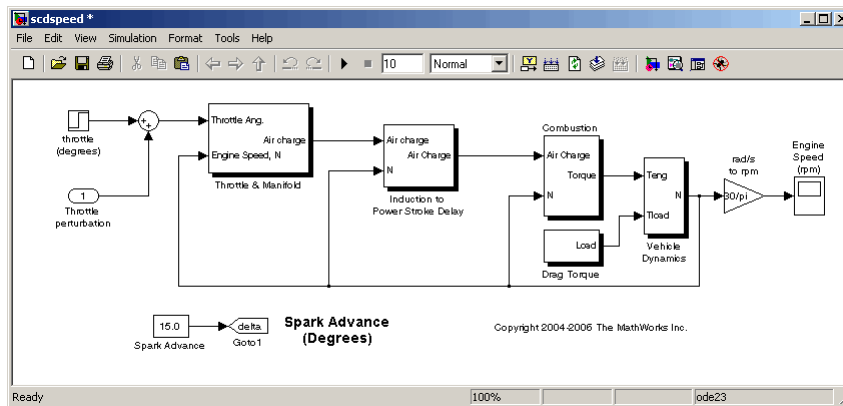 scdspeed *
File Edit View Simulation Format Tools Help
10 Normal
throttle
(degrees)
1
Throttle
perturbation
Throttle Ang.
Air charge
Engine Speed, N
Throttle & Manifold
Air charge
Air Charge
N
Induction to
Power Stroke Delay
Combustion
Air Charge
Torque
N
Load
Drag Torque
Teng
N
Tload
Vehicle
Dynamics
rad/s
to rpm
30/pi
Engine
Speed
(rpm)
15.0
Spark Advance
delta
Goto1
Spark Advance
(Degrees)
Copyright 2004-2006 The MathWorks Inc.
Ready 100% ode23